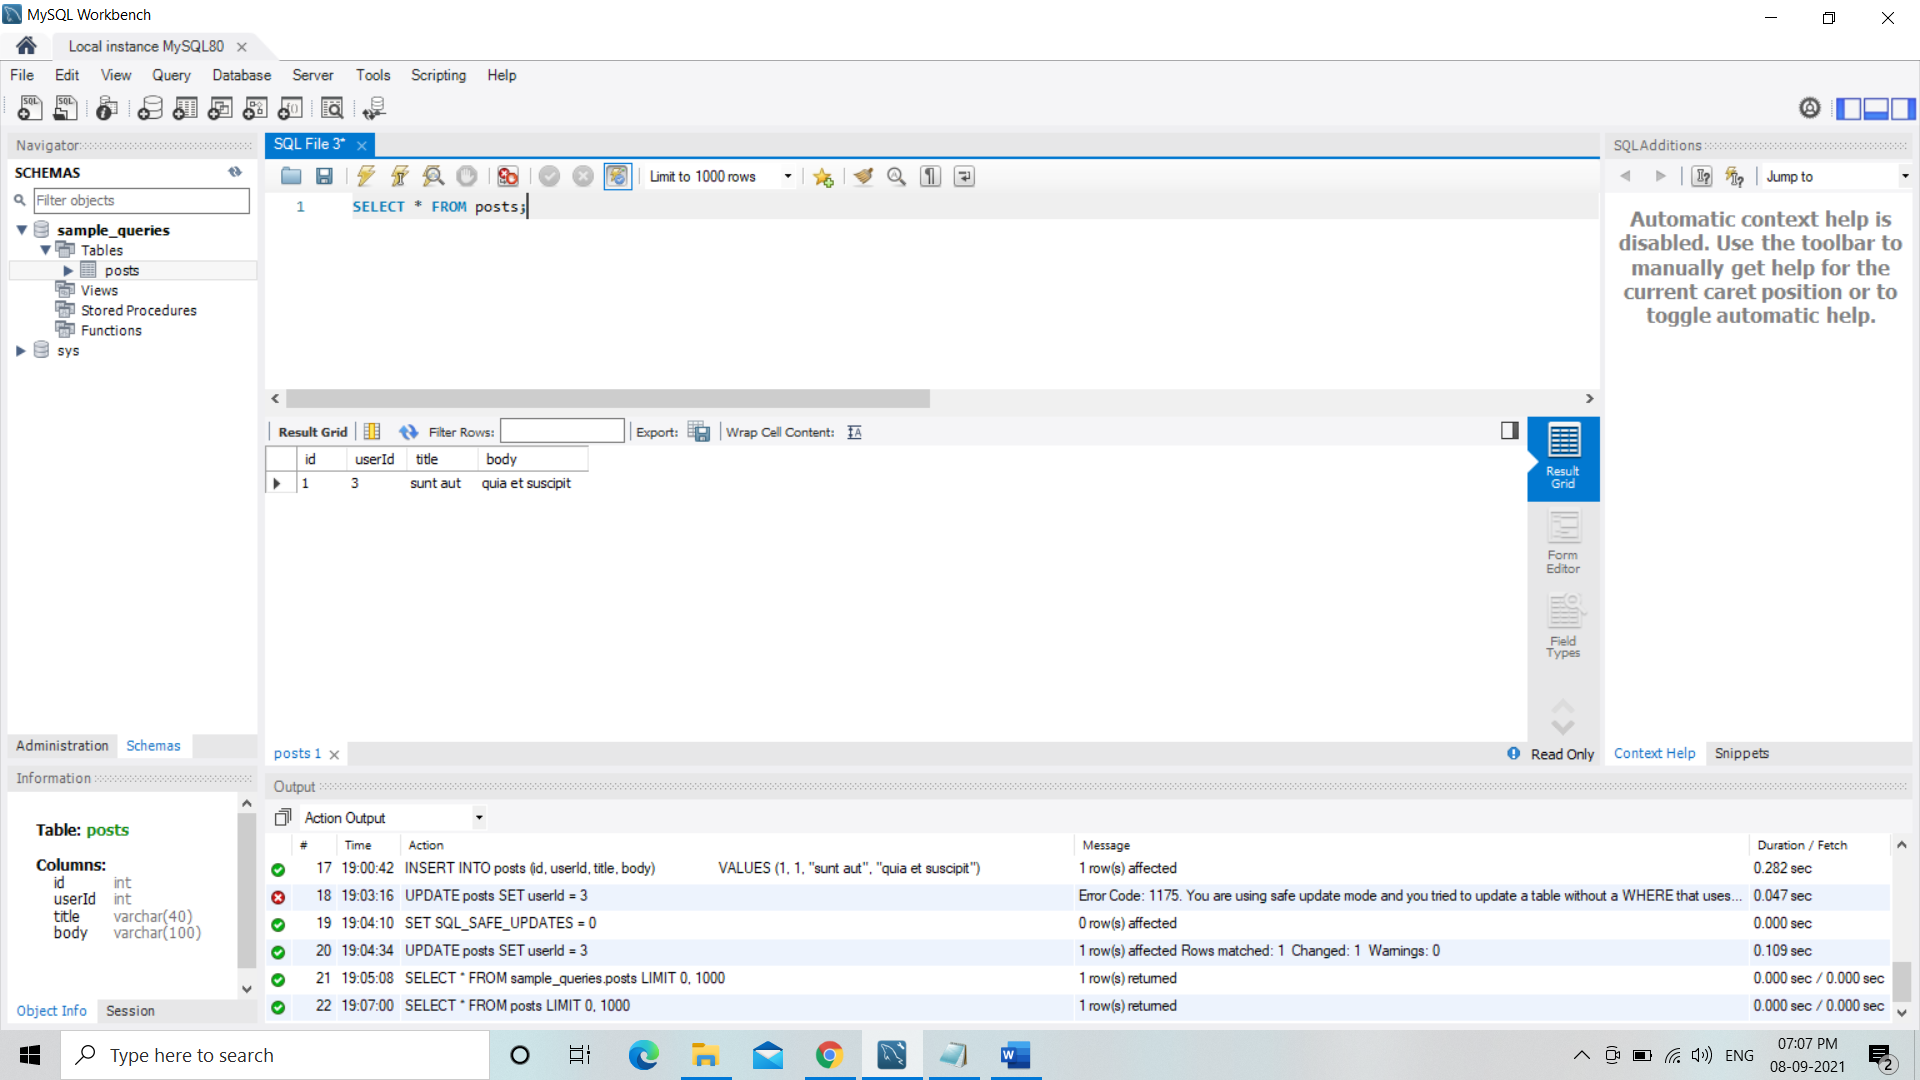 MySQL Workbench
Local instance MySQL80
File Edit View Query Database Server Tools Scripting Help
Navigator
SCHEMAS
Filter objects
sample_queries
Tables
posts
Views
Stored Procedures
Functions
sys
Administration Schemas
Information
Table: posts
Columns:
id int
userId int
title varchar(40)
body varchar(100)
Object Info Session
SQL File 3*
Limit to 1000 rows
1 SELECT * FROM posts;
Result Grid Filter Rows: Export: Wrap Cell Content:
id userId title body
1 3 sunt aut quia et suscipit
Result
Grid
Form
Editor
Field
Types
posts 1
Read Only
SQLAdditions
Jump to
Automatic context help is
disabled. Use the toolbar to
manually get help for the
current caret position or to
toggle automatic help.
Context Help Snippets
Output
Action Output
# Time Action Message Duration / Fetch
17 19:00:42 INSERT INTO posts (id, userId, title, body) VALUES (1, 1, "sunt aut", "quia et suscipit") 1 row(s) affected 0.282 sec
18 19:03:16 UPDATE posts SET userId = 3 Error Code: 1175. You are using safe update mode and you tried to update a table without a WHERE that uses... 0.047 sec
19 19:04:10 SET SQL_SAFE_UPDATES = 0 0 row(s) affected 0.000 sec
20 19:04:34 UPDATE posts SET userId = 3 1 row(s) affected Rows matched: 1 Changed: 1 Warnings: 0 0.109 sec
21 19:05:08 SELECT * FROM sample_queries.posts LIMIT 0, 1000 1 row(s) returned 0.000 sec / 0.000 sec
22 19:07:00 SELECT * FROM posts LIMIT 0, 1000 1 row(s) returned 0.000 sec / 0.000 sec
Type here to search
ENG
07:07 PM
08-09-2021
2